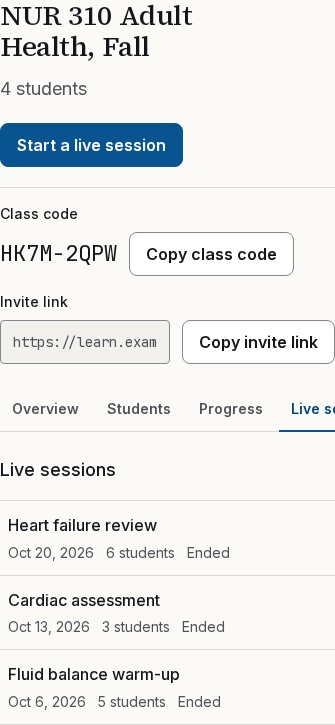 NUR 310 Adult
Health, Fall
4 students
Start a live session
Class code
HK7M-2QPW
Copy class code
Invite link
https://learn.exam
Copy invite link
Overview Students Progress Live se
Live sessions
Heart failure review
Oct 20, 2026 6 students Ended
Cardiac assessment
Oct 13, 2026 3 students Ended
Fluid balance warm-up
Oct 6, 2026 5 students Ended